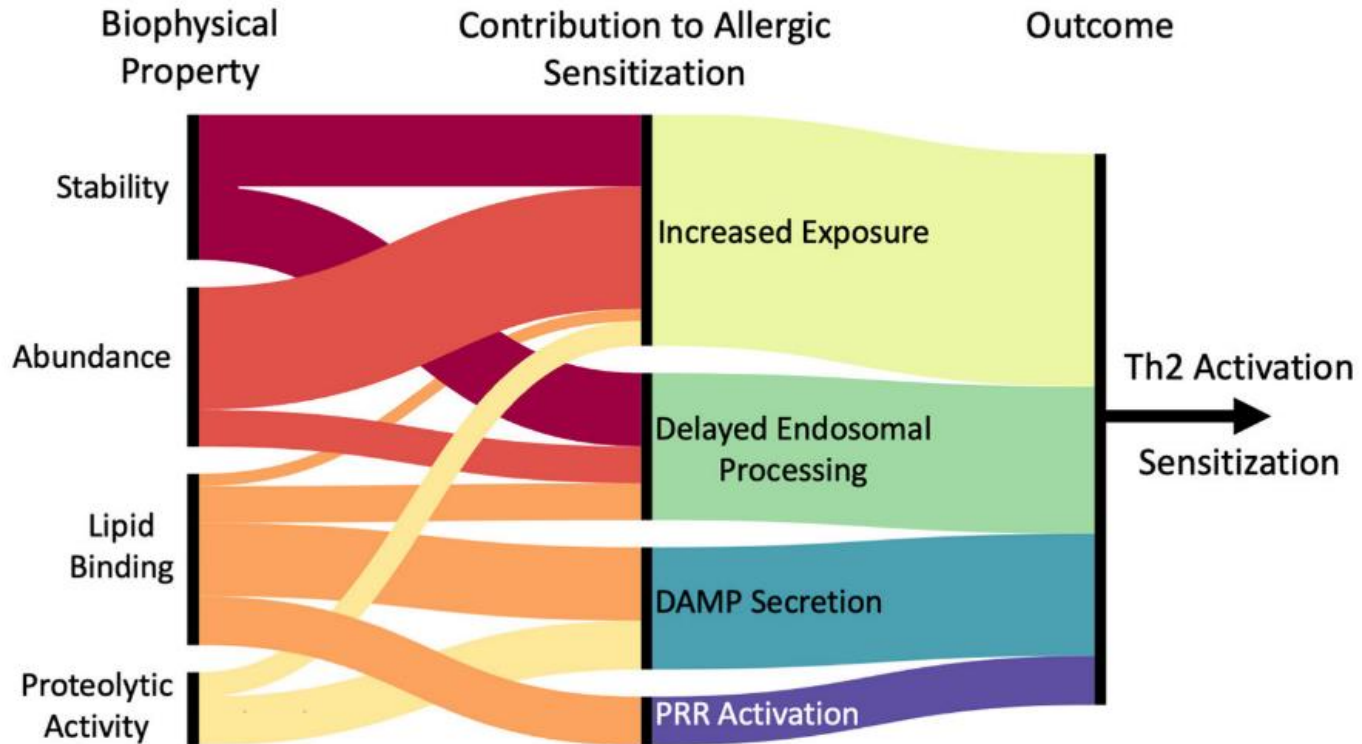 Biophysical
Property
Contribution to Allergic
Sensitization
Outcome
Stability
Abundance
Lipid
Binding
Proteolytic
Activity
Increased Exposure
Delayed Endosomal
Processing
DAMP Secretion
PRR Activation
Th2 Activation
Sensitization